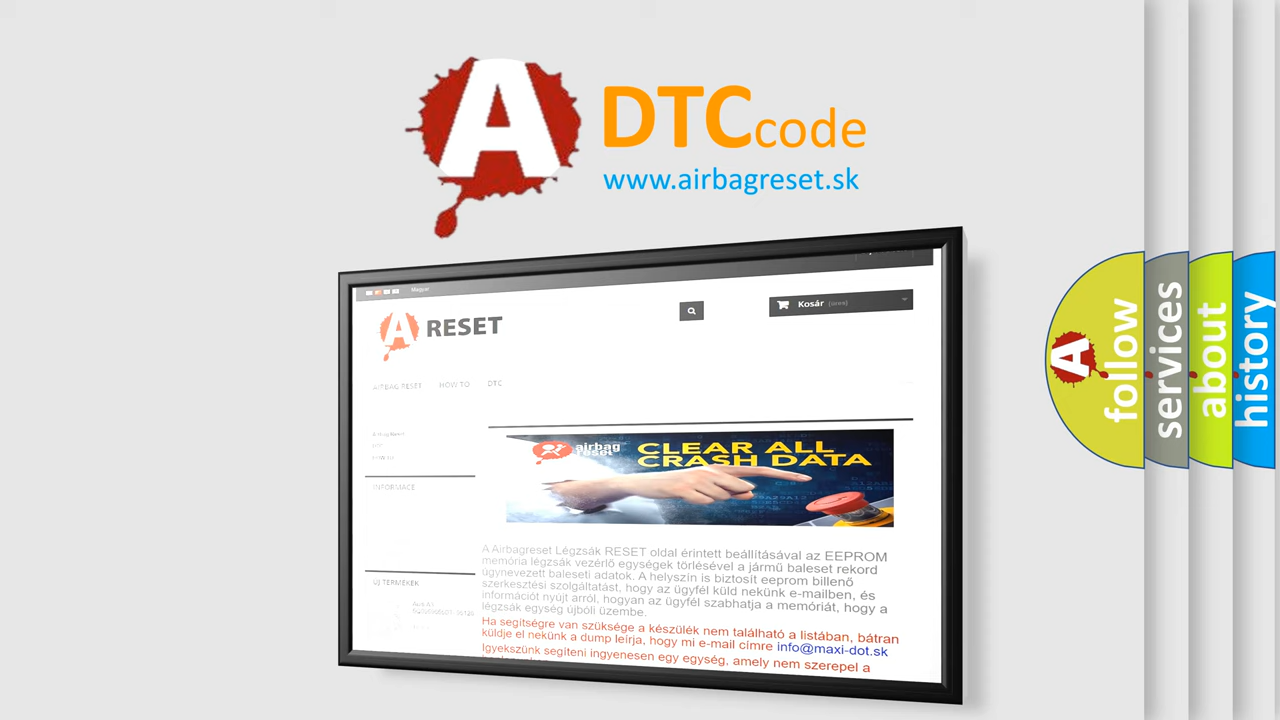 A DTCcode
www.airbagreset.sk
Magyar
Kosár
A RESET
AIRBAG RESET HOW TO DTC
airbag
reset
CLEAR ALL
CRASH DATA
INFORMACE
A Airbagreset Légzsák RESET oldal érintett beállításával az EEPROM
memória légzsák vezérlő egységek törlésével a jármű baleset rekord
úgynevezett baleseti adatok. A helyszín is biztosít eeprom billenő
szerkesztési szolgáltatást, hogy az ügyfél küld nekünk e-mailben, és
információt nyújt arról, hogyan az ügyfél szabhatja a memóriát, hogy a
légzsák egység újbóli üzembe.
ÚJ TERMÉKEK
Ha segítségre van szüksége a készülék nem található a listában, bátran
küldje el nekünk a dump leírja, hogy mi e-mail címre info@maxi-dot.sk
Igyekszünk segíteni ingyenesen egy egység, amely nem szerepel a
A
follow
services
about
history